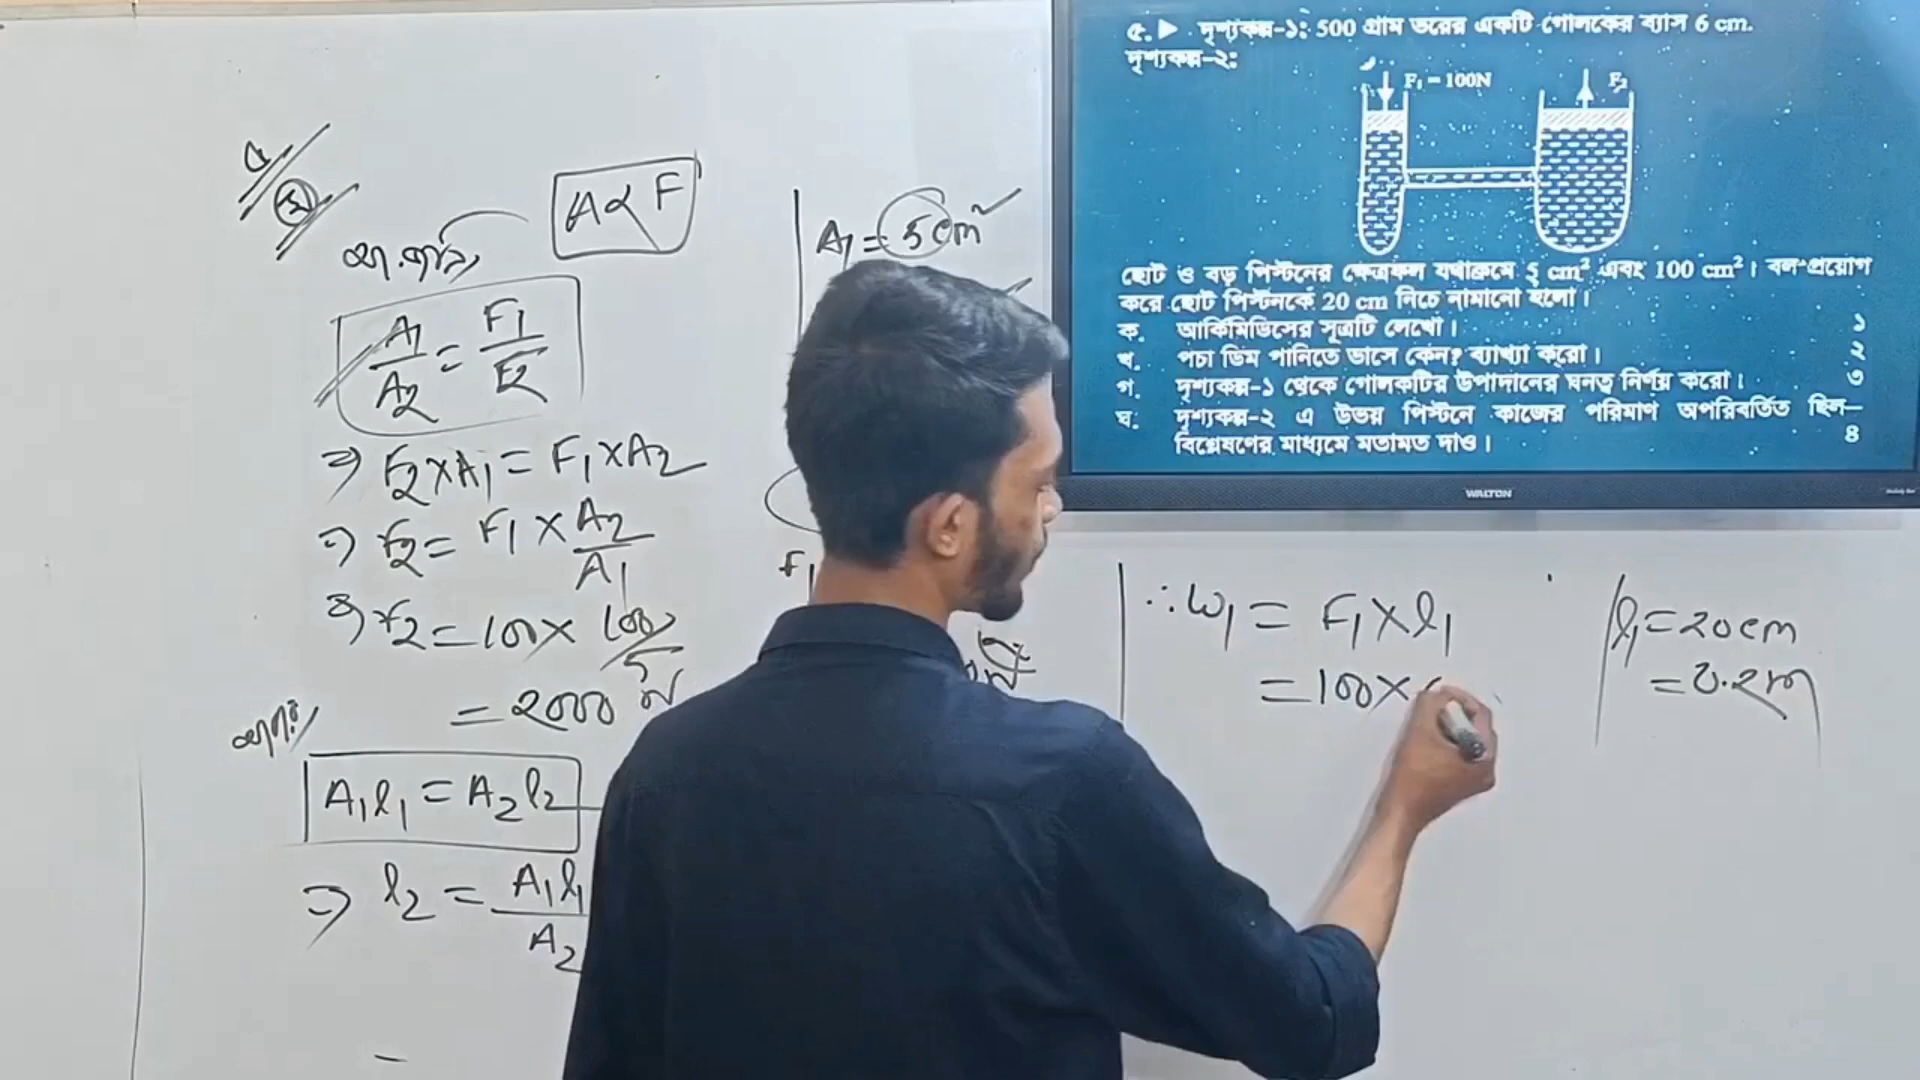 ৫
ঘ
আ. জানি,
A∝F
A₁/A₂ = F₁/F₂
⇒ F₂×A₁ = F₁×A₂
⇒ F₂ = F₁ × A₂/A₁
⇒ F₂ = 100 × 100/5
= 2000 N
A₁l₁ = A₂l₂
⇒ l₂ = A₁l₁/A₂
A₁ = 5cm²
F₁
∴ W₁ = F₁×l₁
= 100×
l₁ = 20cm
= 0.2m
৫. ▶ দৃশ্যকল্প-১: 500 গ্রাম ভরের একটি গোলকের ব্যাস 6 cm.
দৃশ্যকল্প-২:
F₁ = 100N
F₂
ছোট ও বড় পিস্টনের ক্ষেত্রফল যথাক্রমে 5 cm² এবং 100 cm²। বল প্রয়োগ
করে ছোট পিস্টনকে 20 cm নিচে নামানো হলো।
ক. আর্কিমিডিসের সূত্রটি লেখো। ১
খ. পচা ডিম পানিতে ভাসে কেন? ব্যাখ্যা করো। ২
গ. দৃশ্যকল্প-১ থেকে গোলকটির উপাদানের ঘনত্ব নির্ণয় করো। ৩
ঘ. দৃশ্যকল্প-২ এ উভয় পিস্টনে কাজের পরিমাণ অপরিবর্তিত ছিল—
বিশ্লেষণের মাধ্যমে মতামত দাও। ৪
WALTON